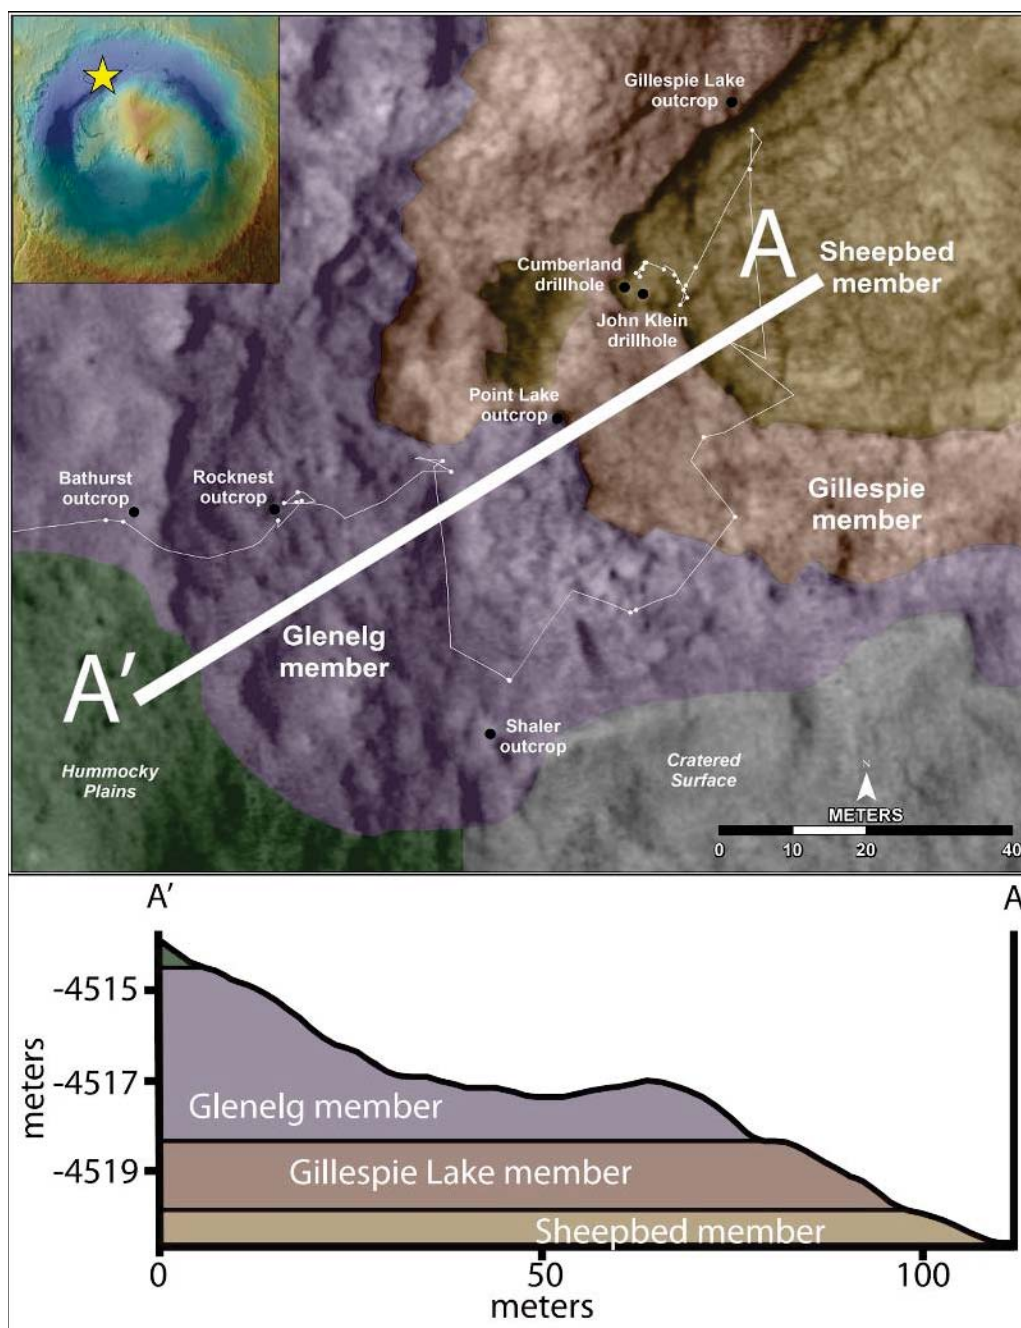 Gillespie Lake
outcrop
A
Sheepbed
member
Cumberland
drillhole
John Klein
drillhole
Point Lake
outcrop
Bathurst
outcrop
Rocknest
outcrop
Gillespie
member
Glenelg
member
A'
Shaler
outcrop
Hummocky
Plains
Cratered
Surface
N
METERS
0 10 20 40
A' A
-4515
-4517
-4519
meters
Glenelg member
Gillespie Lake member
Sheepbed member
0 50 100
meters